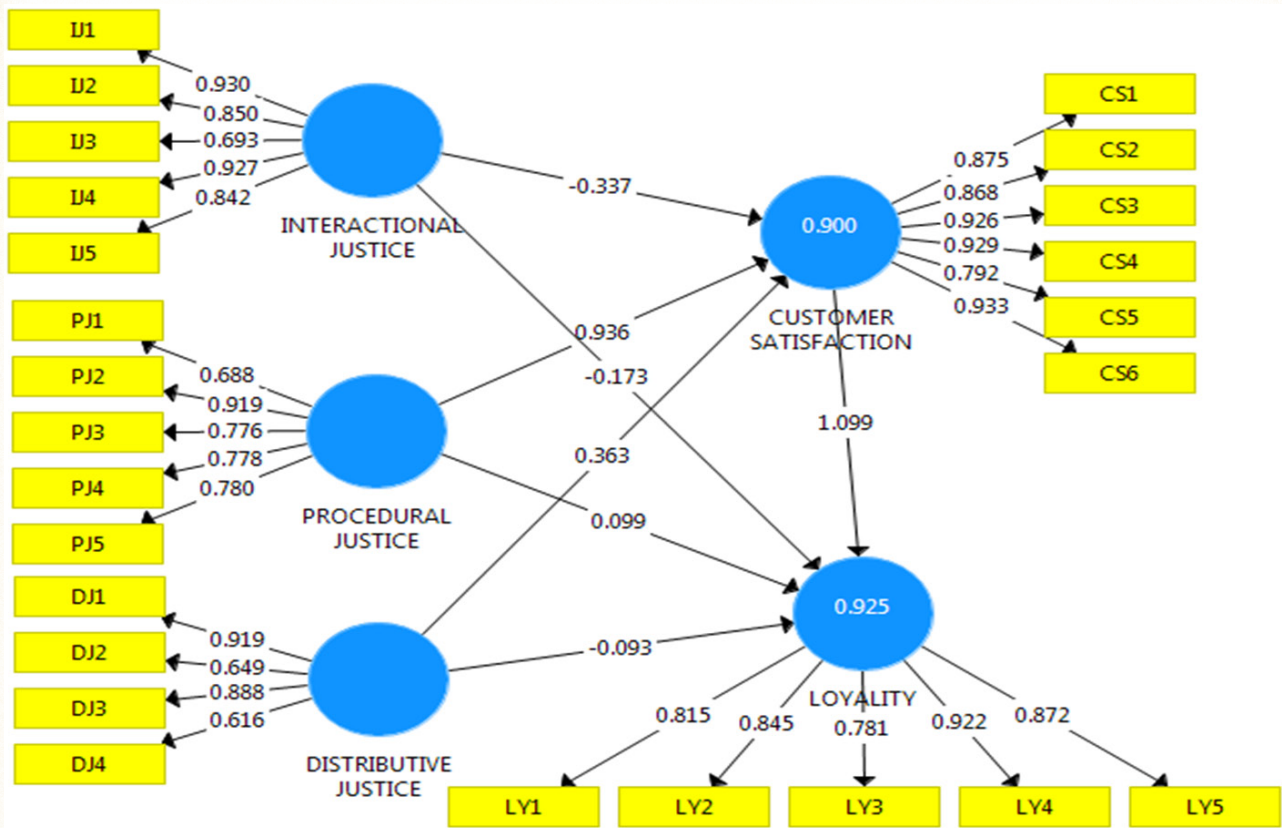 IJ1
IJ2
IJ3
IJ4
IJ5
0.930
0.850
0.693
0.927
0.842
INTERACTIONAL
JUSTICE
PJ1
PJ2
PJ3
PJ4
PJ5
0.688
0.919
0.776
0.778
0.780
PROCEDURAL
JUSTICE
DJ1
DJ2
DJ3
DJ4
0.919
0.649
0.888
0.616
DISTRIBUTIVE
JUSTICE
-0.337
0.936
-0.173
0.363
0.099
-0.093
0.900
CUSTOMER
SATISFACTION
1.099
0.875
0.868
0.926
0.929
0.792
0.933
CS1
CS2
CS3
CS4
CS5
CS6
0.925
LOYALITY
0.815
0.845
0.781
0.922
0.872
LY1
LY2
LY3
LY4
LY5